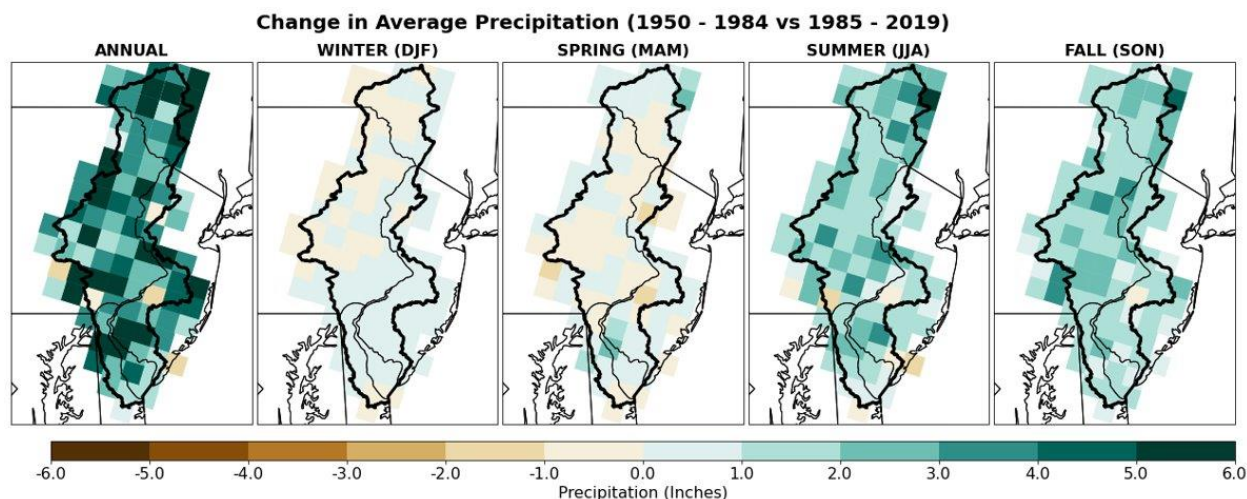 Change in Average Precipitation (1950 - 1984 vs 1985 - 2019)
ANNUAL WINTER (DJF) SPRING (MAM) SUMMER (JJA) FALL (SON)
-6.0 -5.0 -4.0 -3.0 -2.0 -1.0 0.0 1.0 2.0 3.0 4.0 5.0 6.0
Precipitation (Inches)